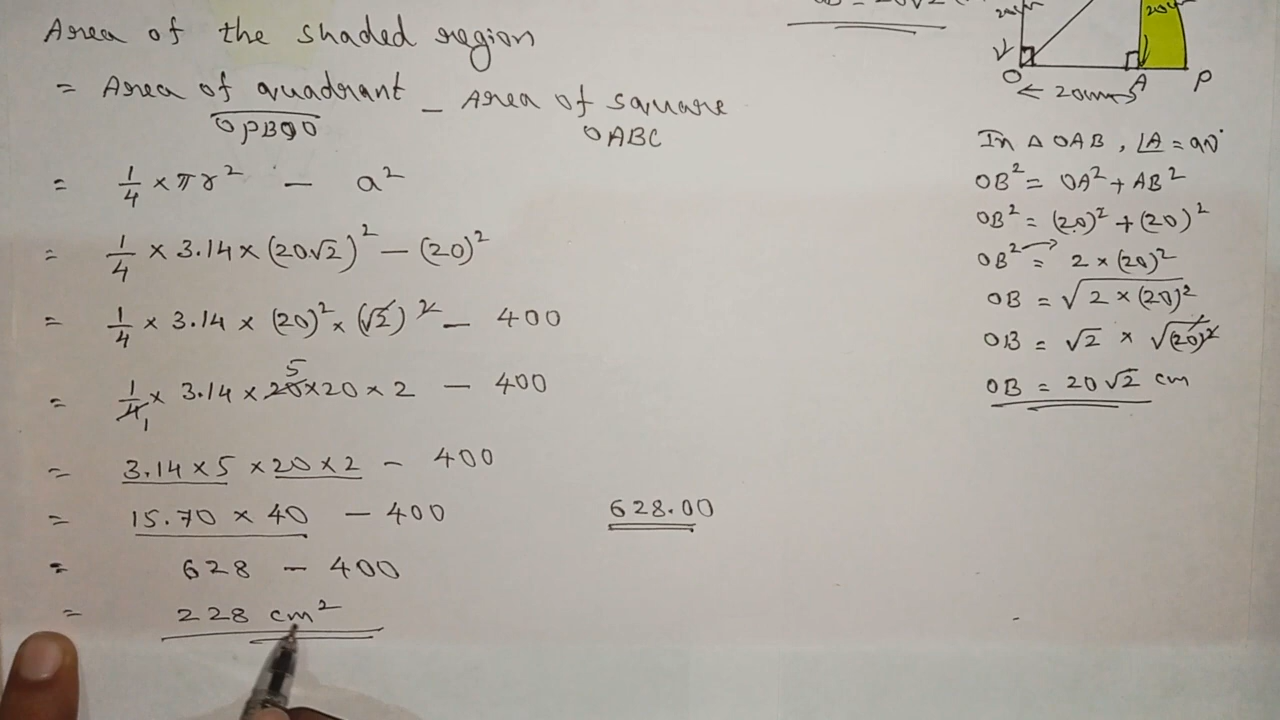 Area of the shaded region
= Area of quadrant – Area of square
OPBQO OABC
= 1/4 × πr² – a²
= 1/4 × 3.14 × (20√2)² – (20)²
= 1/4 × 3.14 × (20)² × (√2)² – 400
5
= 1/4 × 3.14 × 20 × 20 × 2 – 400
1
= 3.14 × 5 × 20 × 2 – 400
= 15.70 × 40 – 400
628.00
= 628 – 400
= 228 cm²
O A P
← 20cm →
In △ OAB, ∠A = 90°
OB² = OA² + AB²
OB² = (20)² + (20)²
OB² = 2 × (20)²
OB = √2 × (20)²
OB = √2 × √(20)²
OB = 20√2 cm